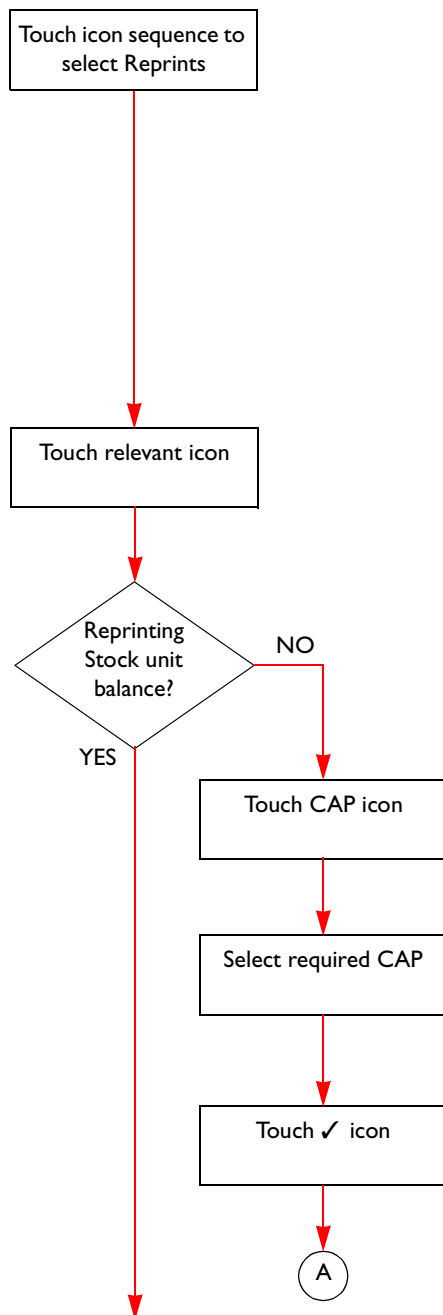 Touch icon sequence to
select Reprints
Touch relevant icon
Reprinting
Stock unit
balance?
NO
YES
Touch CAP icon
Select required CAP
Touch ✓ icon
A